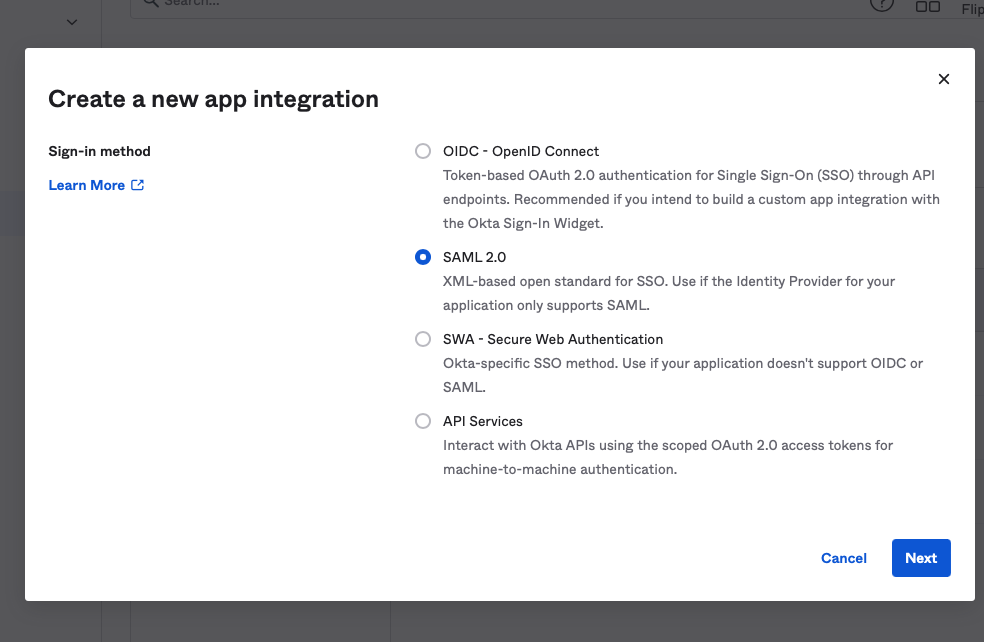 Search...
Flip
Create a new app integration
Sign-in method
Learn More
OIDC - OpenID Connect
Token-based OAuth 2.0 authentication for Single Sign-On (SSO) through API
endpoints. Recommended if you intend to build a custom app integration with
the Okta Sign-In Widget.
SAML 2.0
XML-based open standard for SSO. Use if the Identity Provider for your
application only supports SAML.
SWA - Secure Web Authentication
Okta-specific SSO method. Use if your application doesn't support OIDC or
SAML.
API Services
Interact with Okta APIs using the scoped OAuth 2.0 access tokens for
machine-to-machine authentication.
Cancel
Next